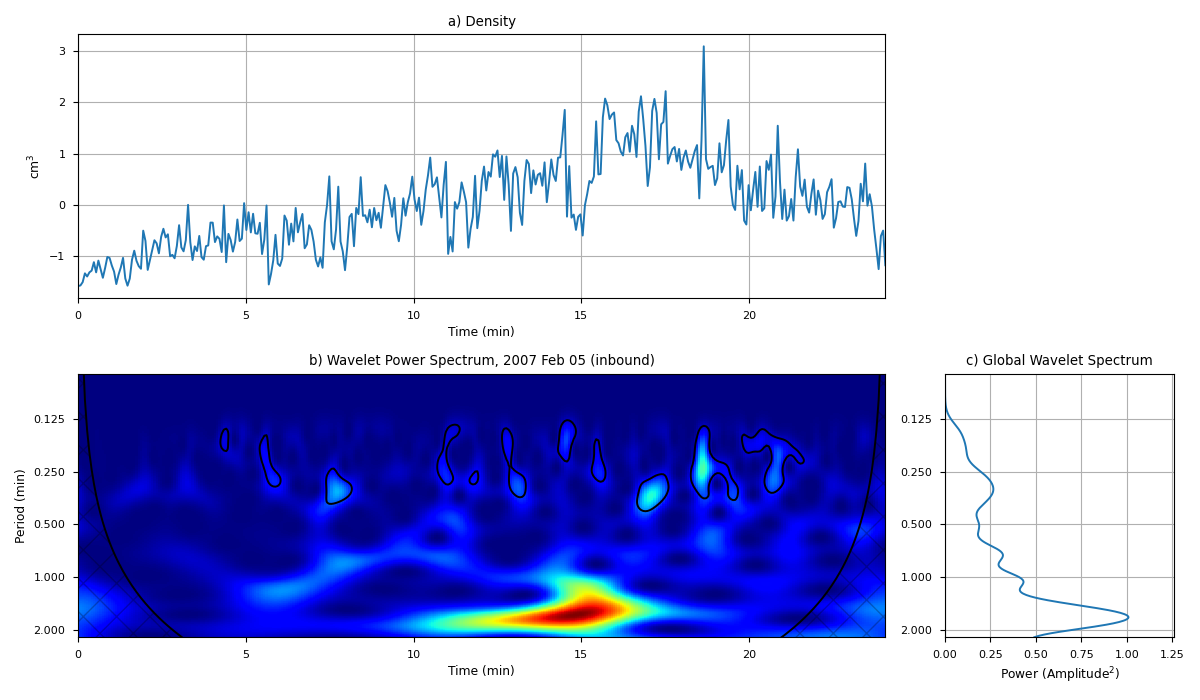 a) Density
3
2
1
0
−1
cm³
0 5 10 15 20
Time (min)
b) Wavelet Power Spectrum, 2007 Feb 05 (inbound)
0.125
0.250
0.500
1.000
2.000
Period (min)
0 5 10 15 20
Time (min)
c) Global Wavelet Spectrum
0.125
0.250
0.500
1.000
2.000
0.00 0.25 0.50 0.75 1.00 1.25
Power (Amplitude²)